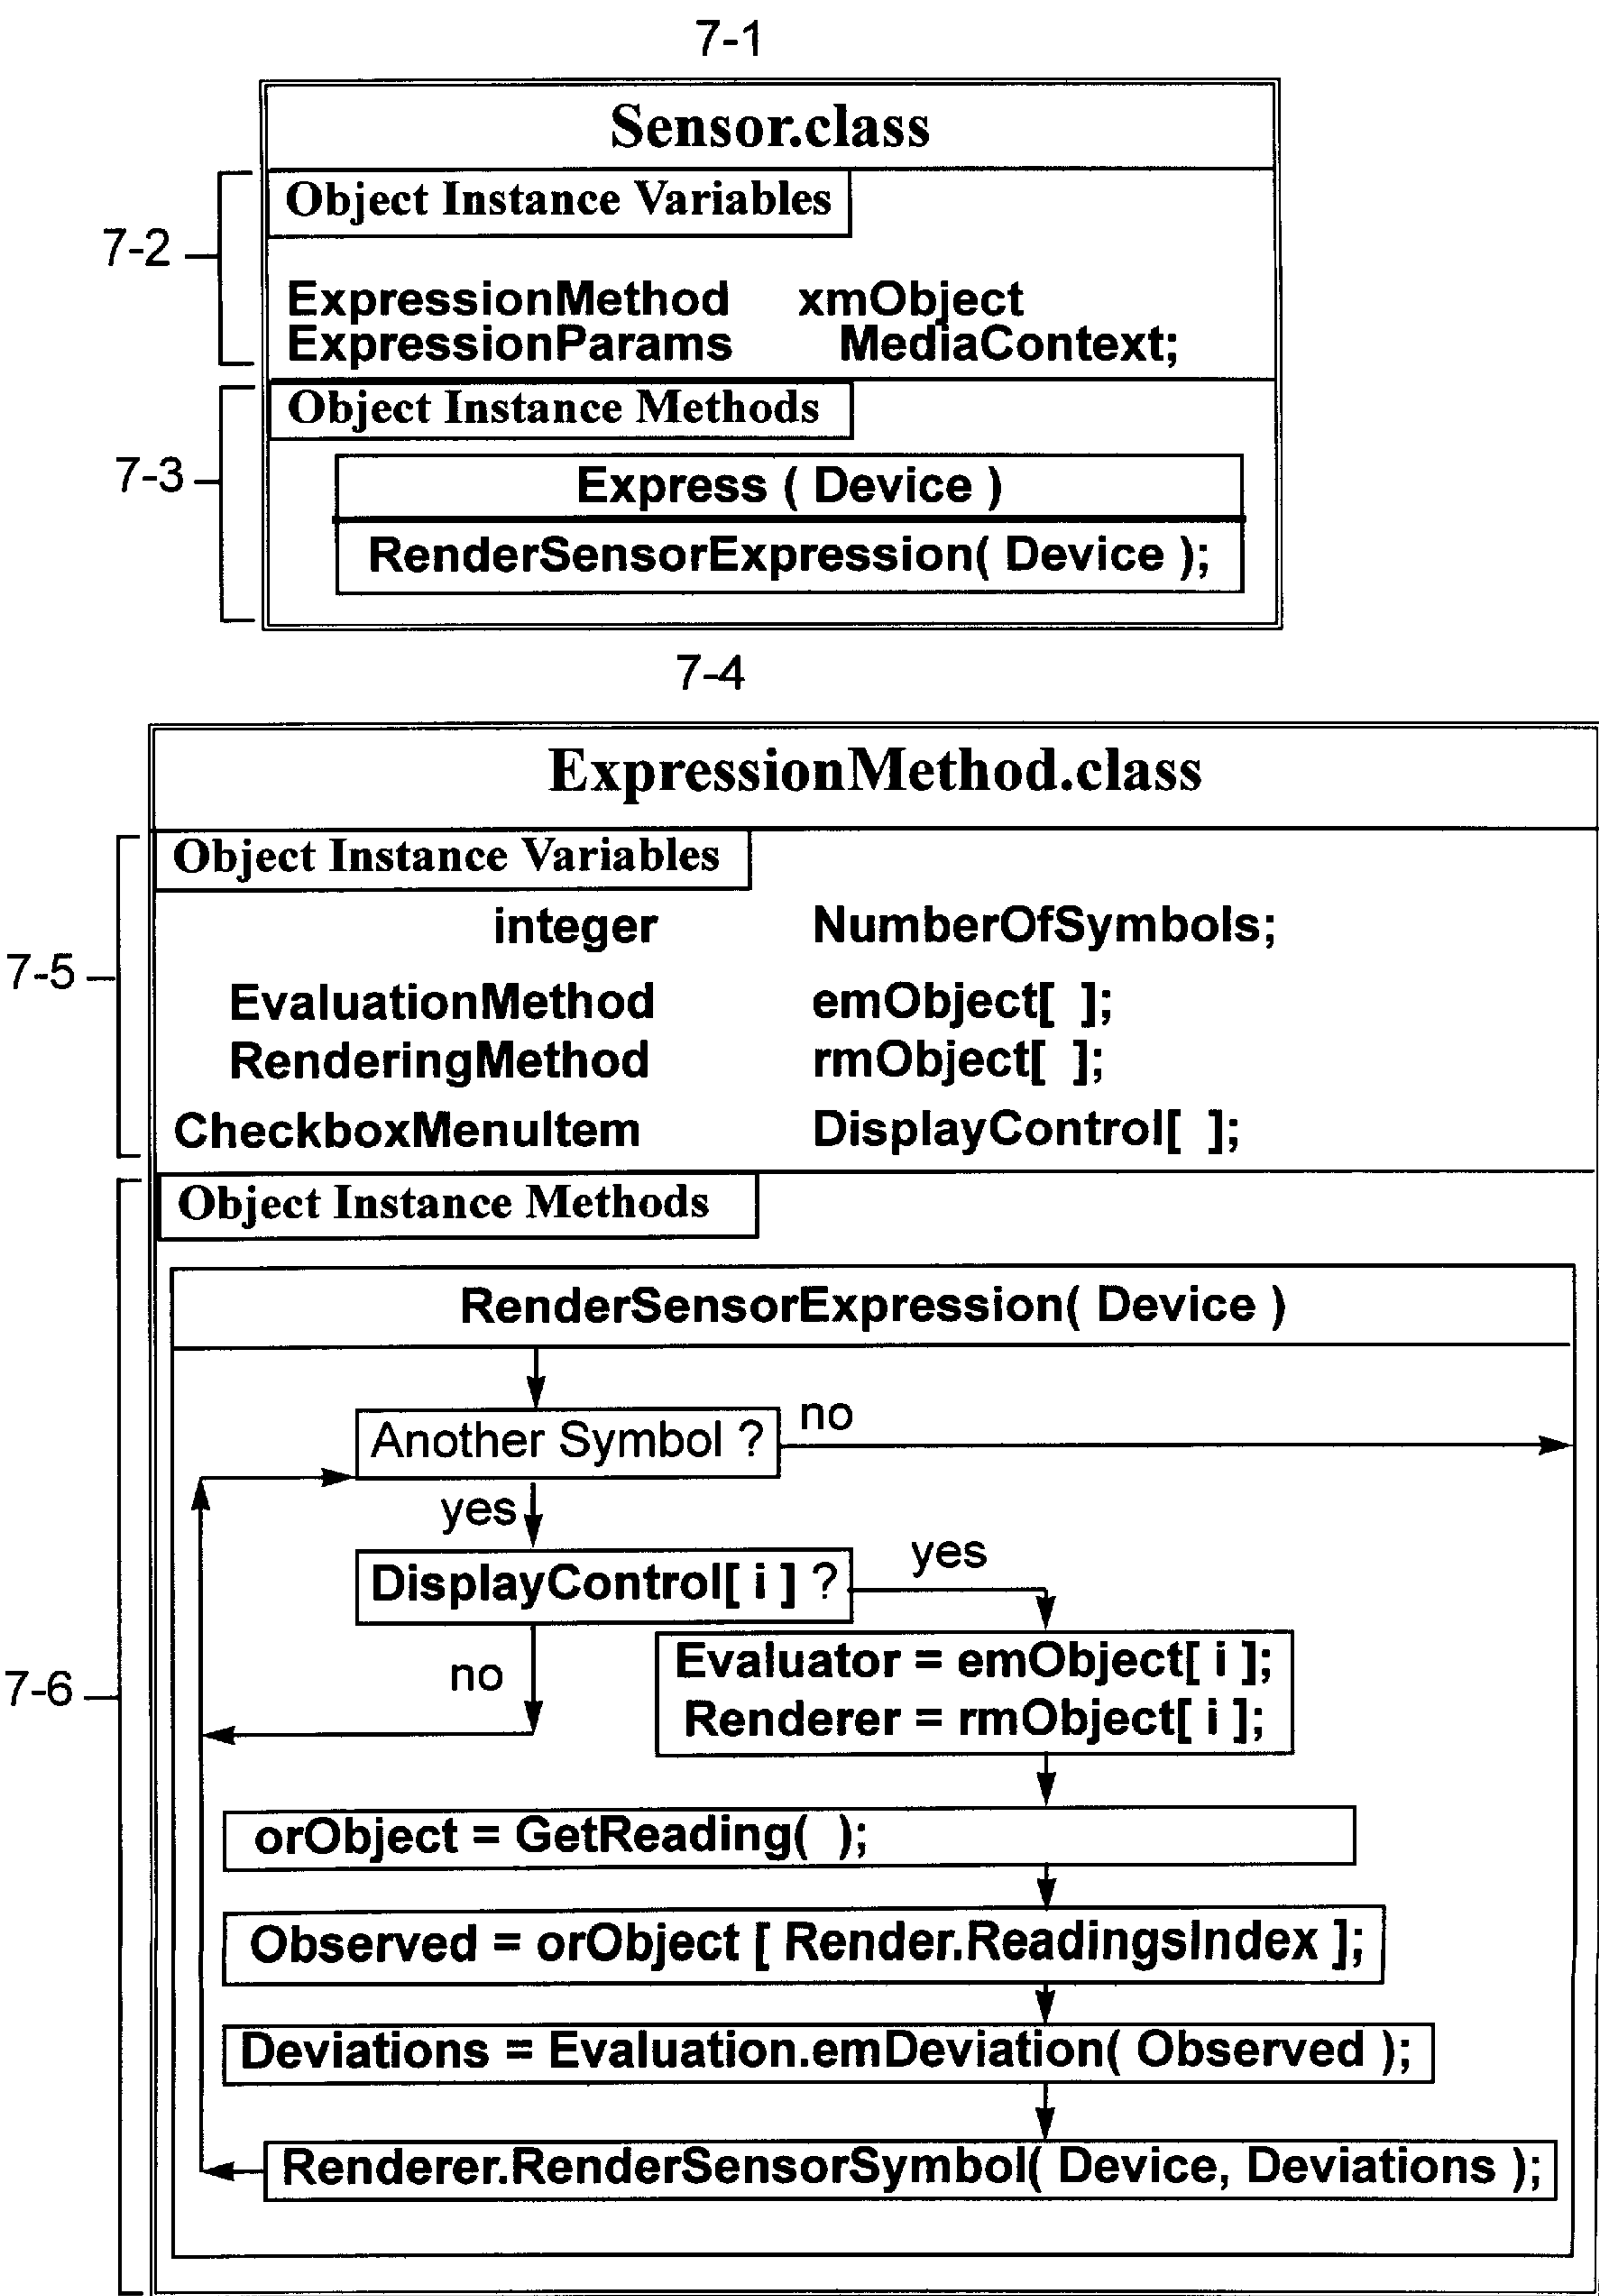 7-1
Sensor.class
Object Instance Variables
7-2
ExpressionMethod xmObject
ExpressionParams MediaContext;
Object Instance Methods
7-3
Express ( Device )
RenderSensorExpression( Device );
7-4
ExpressionMethod.class
Object Instance Variables
integer NumberOfSymbols;
7-5
EvaluationMethod emObject[ ];
RenderingMethod rmObject[ ];
CheckboxMenuItem DisplayControl[ ];
Object Instance Methods
RenderSensorExpression( Device )
Another Symbol ? no
yes
DisplayControl[ i ] ? yes
no
7-6
Evaluator = emObject[ i ];
Renderer = rmObject[ i ];
orObject = GetReading( );
Observed = orObject [ Render.ReadingsIndex ];
Deviations = Evaluation.emDeviation( Observed );
Renderer.RenderSensorSymbol( Device, Deviations );